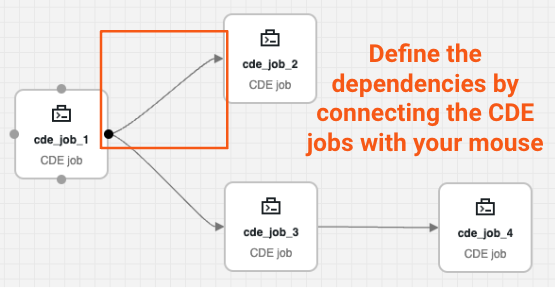 cde_job_1
CDE job
cde_job_2
CDE job
Define the
dependencies by
connecting the CDE
jobs with your mouse
cde_job_3
CDE job
cde_job_4
CDE job